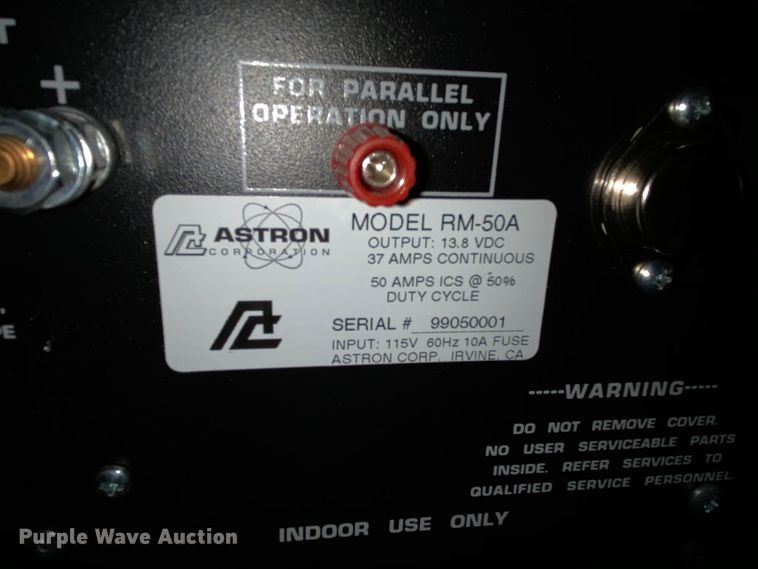 T
+
FOR PARALLEL
OPERATION ONLY
ASTRON
CORPORATION
MODEL RM-50A
OUTPUT: 13.8 VDC
37 AMPS CONTINUOUS
50 AMPS ICS @ 50%
DUTY CYCLE
SERIAL # 99050001
INPUT: 115V 60Hz 10A FUSE
ASTRON CORP, IRVINE, CA
-----WARNING-----
DO NOT REMOVE COVER.
NO USER SERVICEABLE PARTS
INSIDE. REFER SERVICES TO
QUALIFIED SERVICE PERSONNEL.
INDOOR USE ONLY
Purple Wave Auction